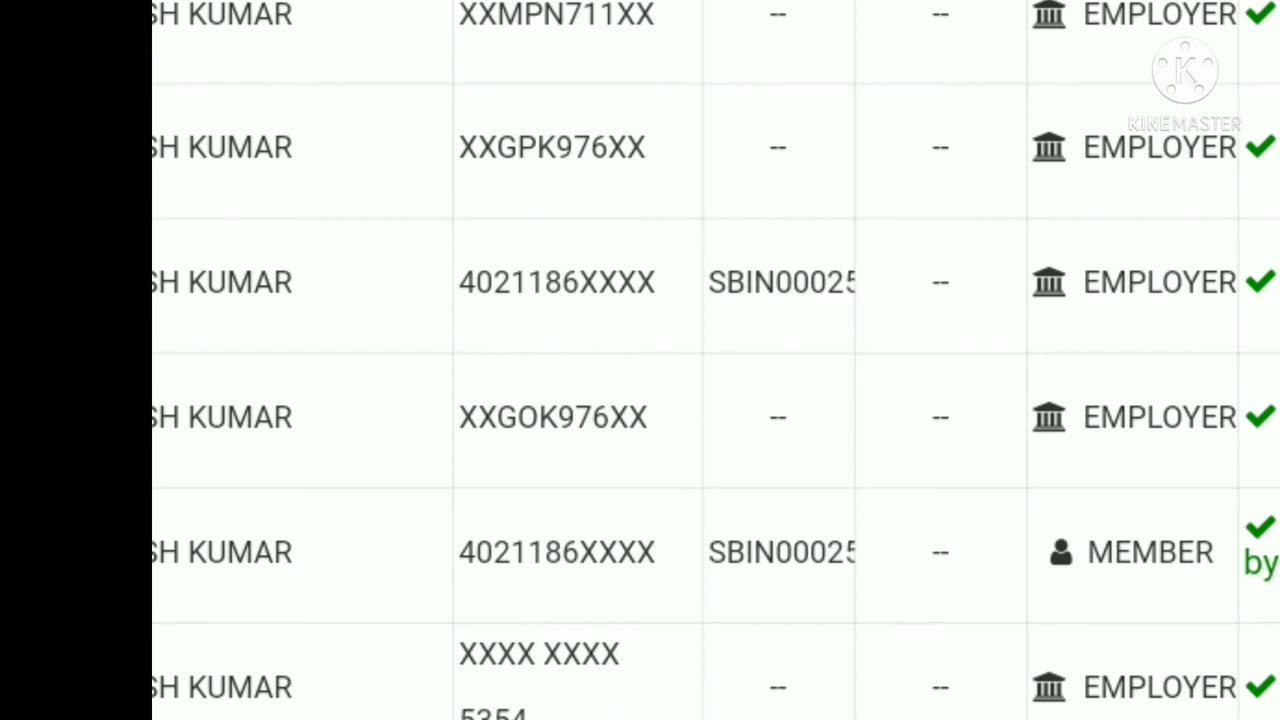 SH KUMAR XXMPN711XX -- -- EMPLOYER
K
KINEMASTER
SH KUMAR XXGPK976XX -- -- EMPLOYER
SH KUMAR 4021186XXXX SBIN00025 -- EMPLOYER
SH KUMAR XXGOK976XX -- -- EMPLOYER
SH KUMAR 4021186XXXX SBIN00025 -- MEMBER
by
XXXX XXXX
SH KUMAR -- -- EMPLOYER
5354